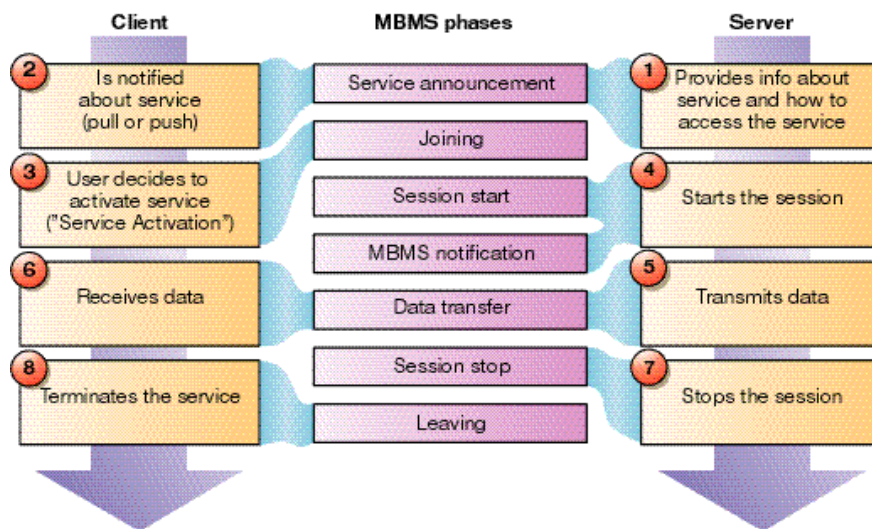 Client
MBMS phases
Server
2
Is notified
about service
(pull or push)
Service announcement
1
Provides info about
service and how to
access the service
Joining
3
User decides to
activate service
("Service Activation")
Session start
4
Starts the session
MBMS notification
6
Receives data
Data transfer
5
Transmits data
8
Terminates the service
Session stop
7
Stops the session
Leaving